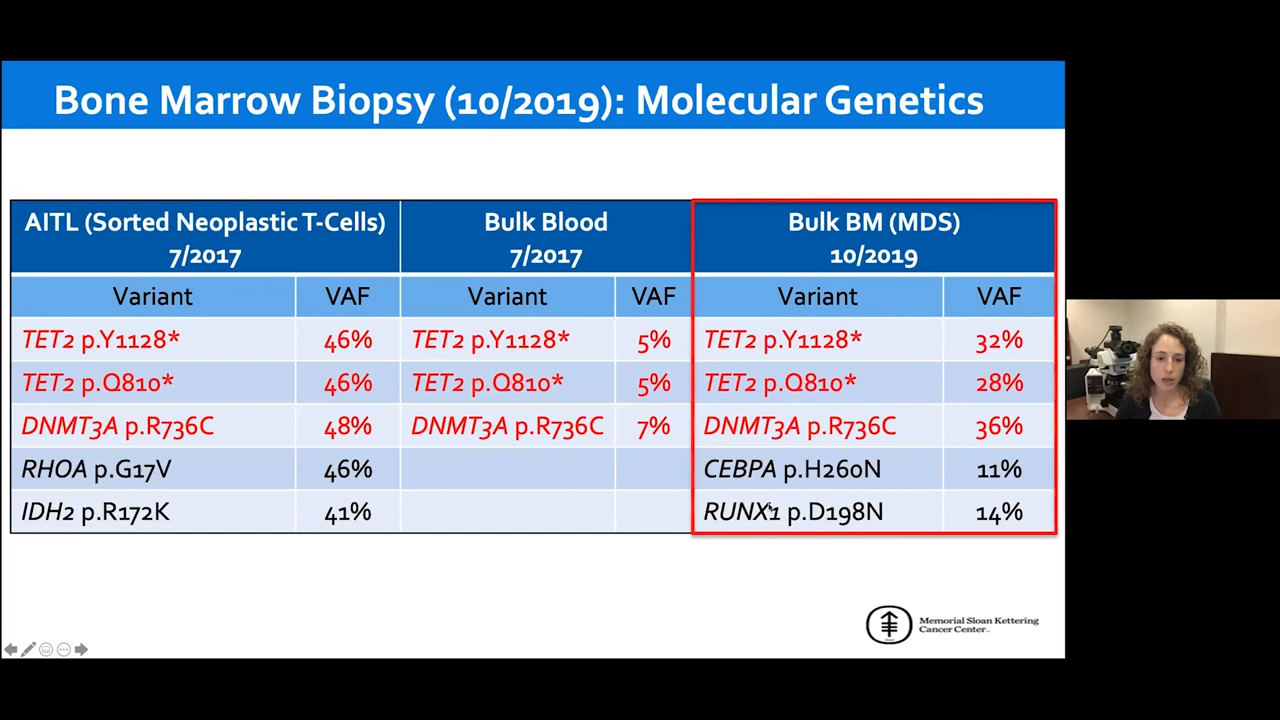 Bone Marrow Biopsy (10/2019): Molecular Genetics
AITL (Sorted Neoplastic T-Cells)
7/2017
Bulk Blood
7/2017
Bulk BM (MDS)
10/2019
Variant VAF Variant VAF Variant VAF
TET2 p.Y1128* 46% TET2 p.Y1128* 5% TET2 p.Y1128* 32%
TET2 p.Q810* 46% TET2 p.Q810* 5% TET2 p.Q810* 28%
DNMT3A p.R736C 48% DNMT3A p.R736C 7% DNMT3A p.R736C 36%
RHOA p.G17V 46% CEBPA p.H260N 11%
IDH2 p.R172K 41% RUNX1 p.D198N 14%
Memorial Sloan Kettering
Cancer Center